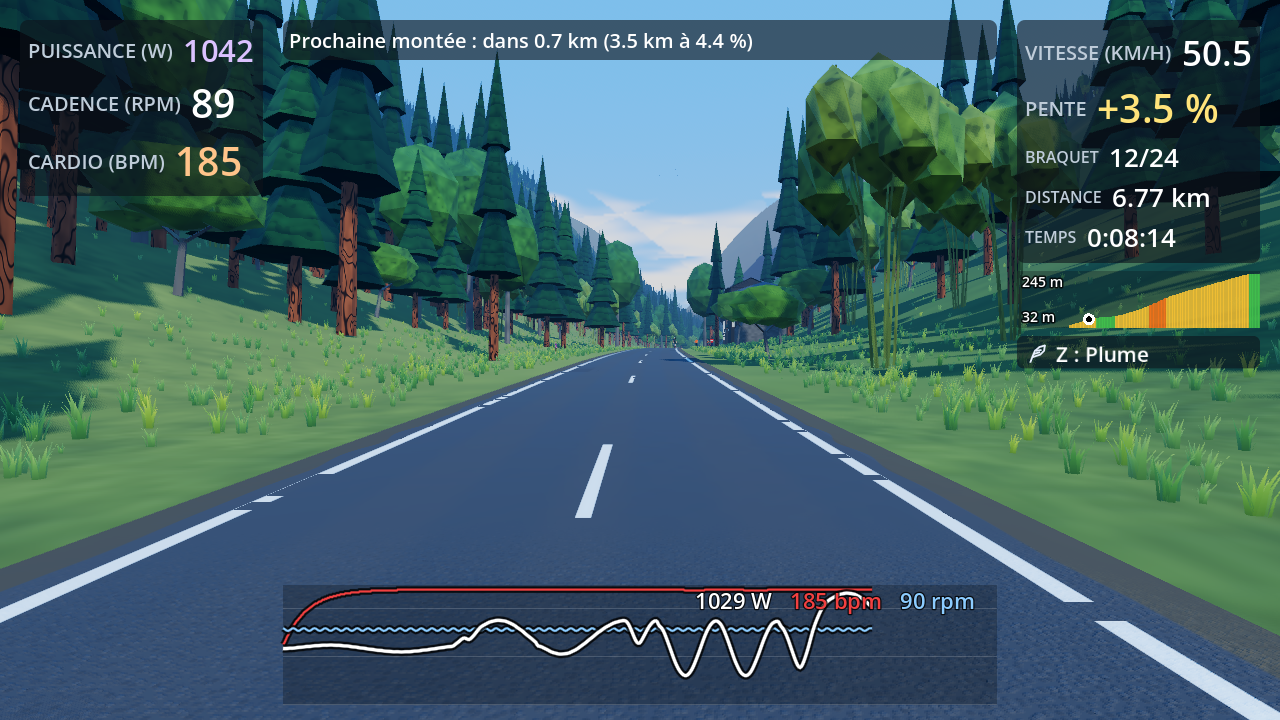 PUISSANCE (W) 1042
CADENCE (RPM) 89
CARDIO (BPM) 185
Prochaine montée : dans 0.7 km (3.5 km à 4.4 %)
VITESSE (KM/H) 50.5
PENTE +3.5 %
BRAQUET 12/24
DISTANCE 6.77 km
TEMPS 0:08:14
245 m
32 m
Z : Plume
1029 W 185 bpm 90 rpm